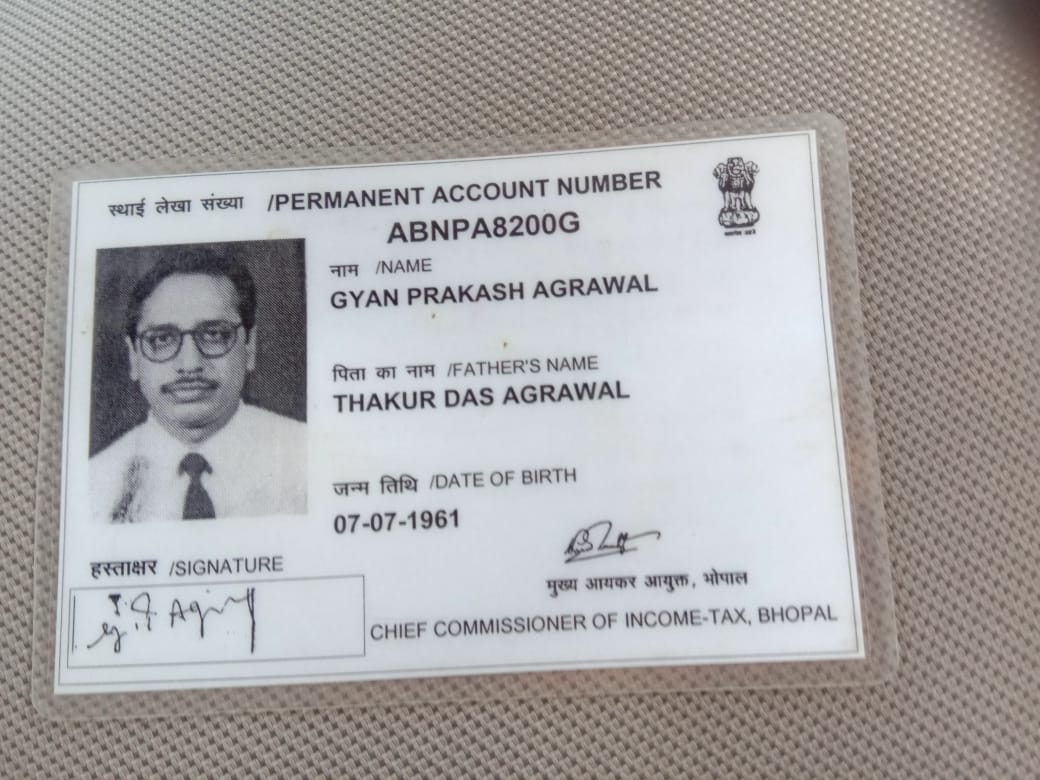 स्थाई लेखा संख्या /PERMANENT ACCOUNT NUMBER
ABNPA8200G
नाम /NAME
GYAN PRAKASH AGRAWAL
पिता का नाम /FATHER'S NAME
THAKUR DAS AGRAWAL
जन्म तिथि /DATE OF BIRTH
07-07-1961
हस्ताक्षर /SIGNATURE
मुख्य आयकर आयुक्त, भोपाल
CHIEF COMMISSIONER OF INCOME-TAX, BHOPAL